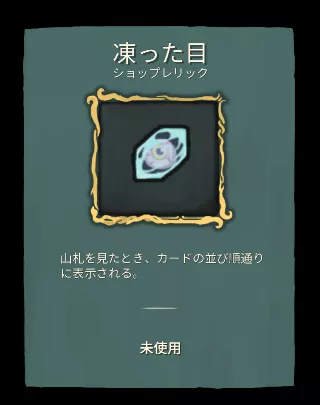 凍った目
ショップレリック
山札を見たとき、カードの並び順通り
に表示される。
未使用